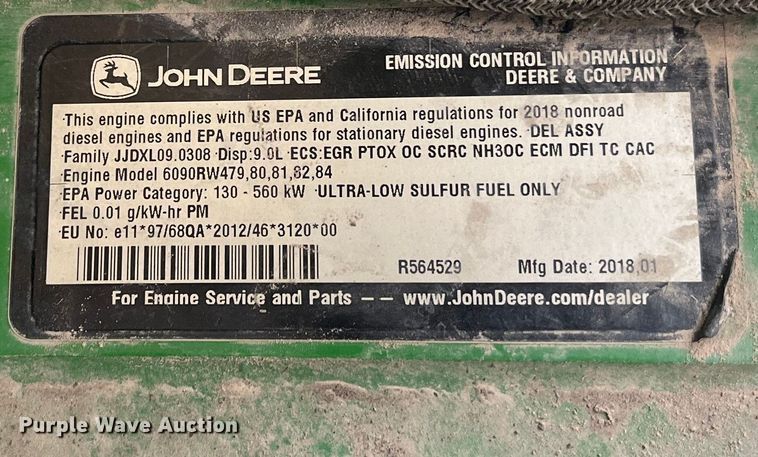 JOHN DEERE
EMISSION CONTROL INFORMATION
DEERE & COMPANY
·This engine complies with US EPA and California regulations for 2018 nonroad
diesel engines and EPA regulations for stationary diesel engines. ·DEL ASSY
·Family JJDXL09.0308 ·Disp:9.0L ·ECS:EGR PTOX OC SCRC NH3OC ECM DFI TC CAC
·Engine Model 6090RW479,80,81,82,84
·EPA Power Category: 130 - 560 kW ·ULTRA-LOW SULFUR FUEL ONLY
·FEL 0.01 g/kW-hr PM
·EU No: e11*97/68QA*2012/46*3120*00
R564529 Mfg Date: 2018,01
For Engine Service and Parts -- www.JohnDeere.com/dealer
Purple Wave Auction